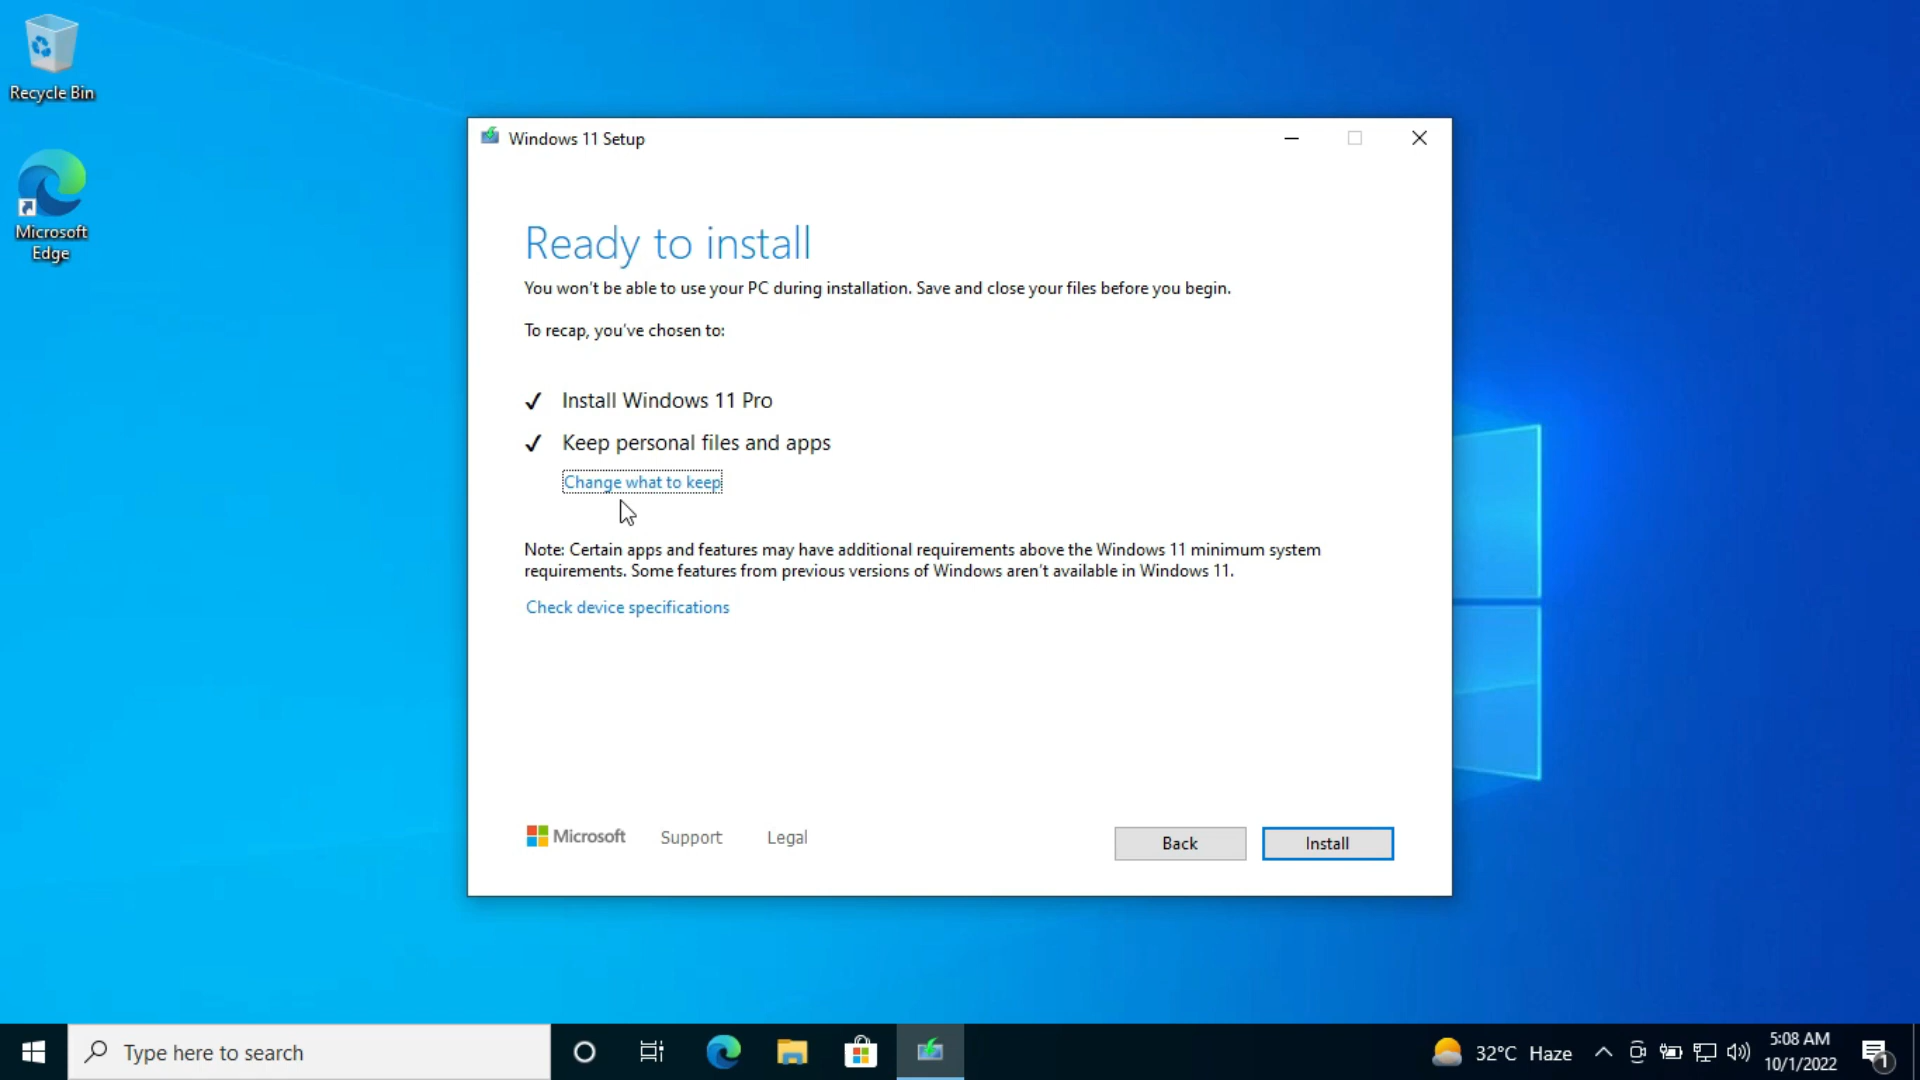 Recycle Bin
Microsoft
Edge
Windows 11 Setup
Ready to install
You won't be able to use your PC during installation. Save and close your files before you begin.
To recap, you've chosen to:
Install Windows 11 Pro
Keep personal files and apps
Change what to keep
Note: Certain apps and features may have additional requirements above the Windows 11 minimum system
requirements. Some features from previous versions of Windows aren't available in Windows 11.
Check device specifications
Microsoft Support Legal Back Install
Type here to search
32°C Haze
5:08 AM
10/1/2022
1